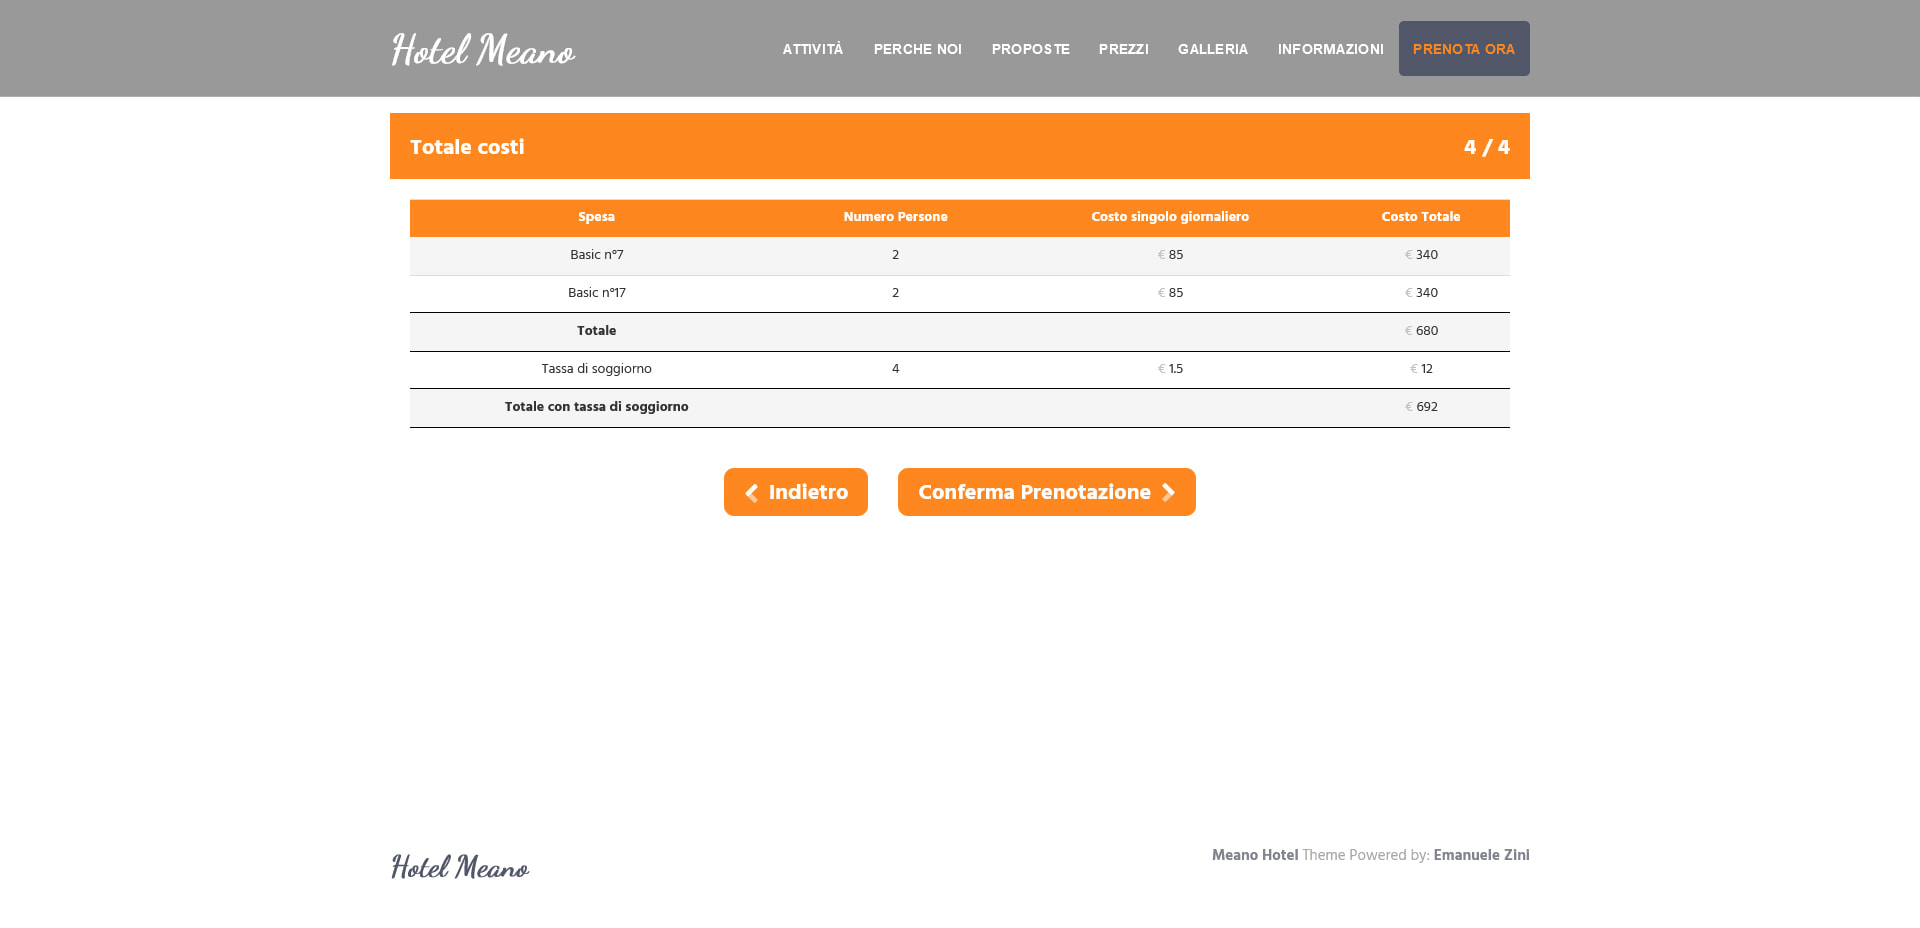 Hotel Meano
ATTIVITÀ PERCHE NOI PROPOSTE PREZZI GALLERIA INFORMAZIONI PRENOTA ORA
Totale costi 4 / 4
Spesa Numero Persone Costo singolo giornaliero Costo Totale
Basic n°7 2 € 85 € 340
Basic n°17 2 € 85 € 340
Totale € 680
Tassa di soggiorno 4 € 1.5 € 12
Totale con tassa di soggiorno € 692
Indietro Conferma Prenotazione
Meano Hotel Theme Powered by: Emanuele Zini
Hotel Meano